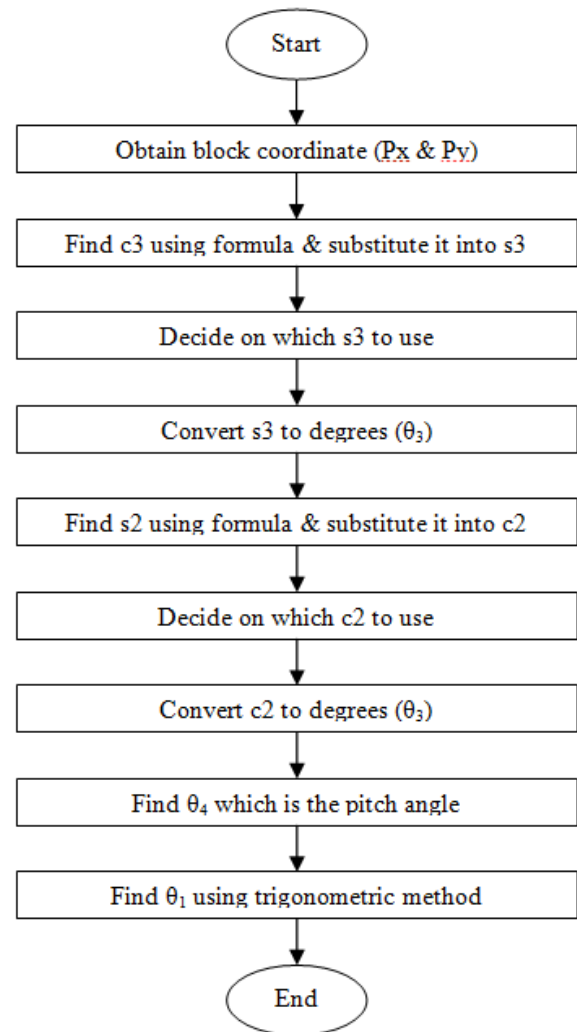 Start
Obtain block coordinate (Px & Py)
Find c3 using formula & substitute it into s3
Decide on which s3 to use
Convert s3 to degrees (θ₃)
Find s2 using formula & substitute it into c2
Decide on which c2 to use
Convert c2 to degrees (θ₃)
Find θ₄ which is the pitch angle
Find θ₁ using trigonometric method
End